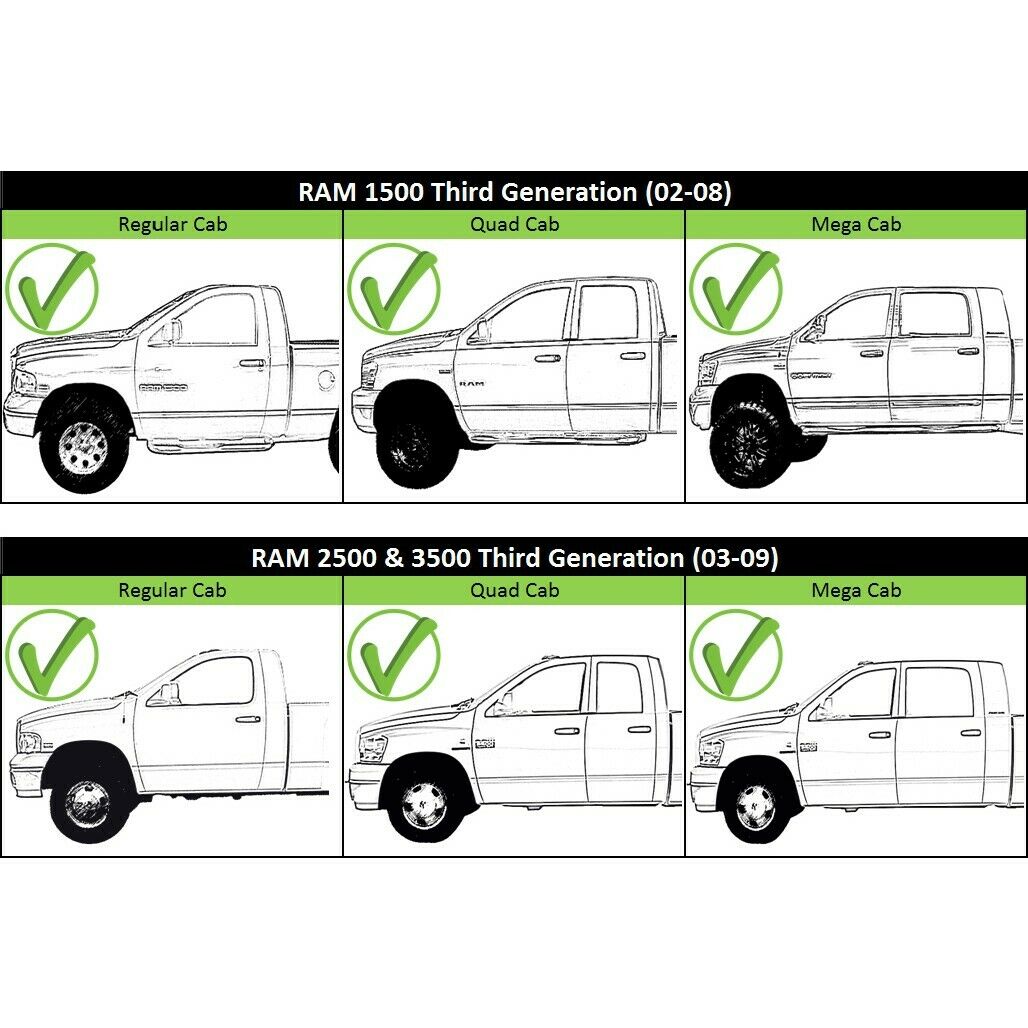 RAM 1500 Third Generation (02-08)
Regular Cab
Quad Cab
Mega Cab
RAM
RAM 2500 & 3500 Third Generation (03-09)
Regular Cab
Quad Cab
Mega Cab